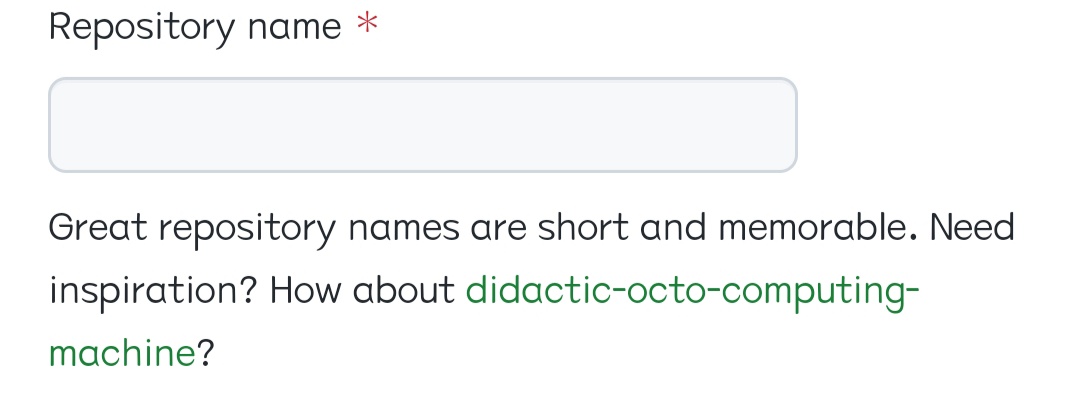 Repository name *
Great repository names are short and memorable. Need
inspiration? How about didactic-octo-computing-
machine?